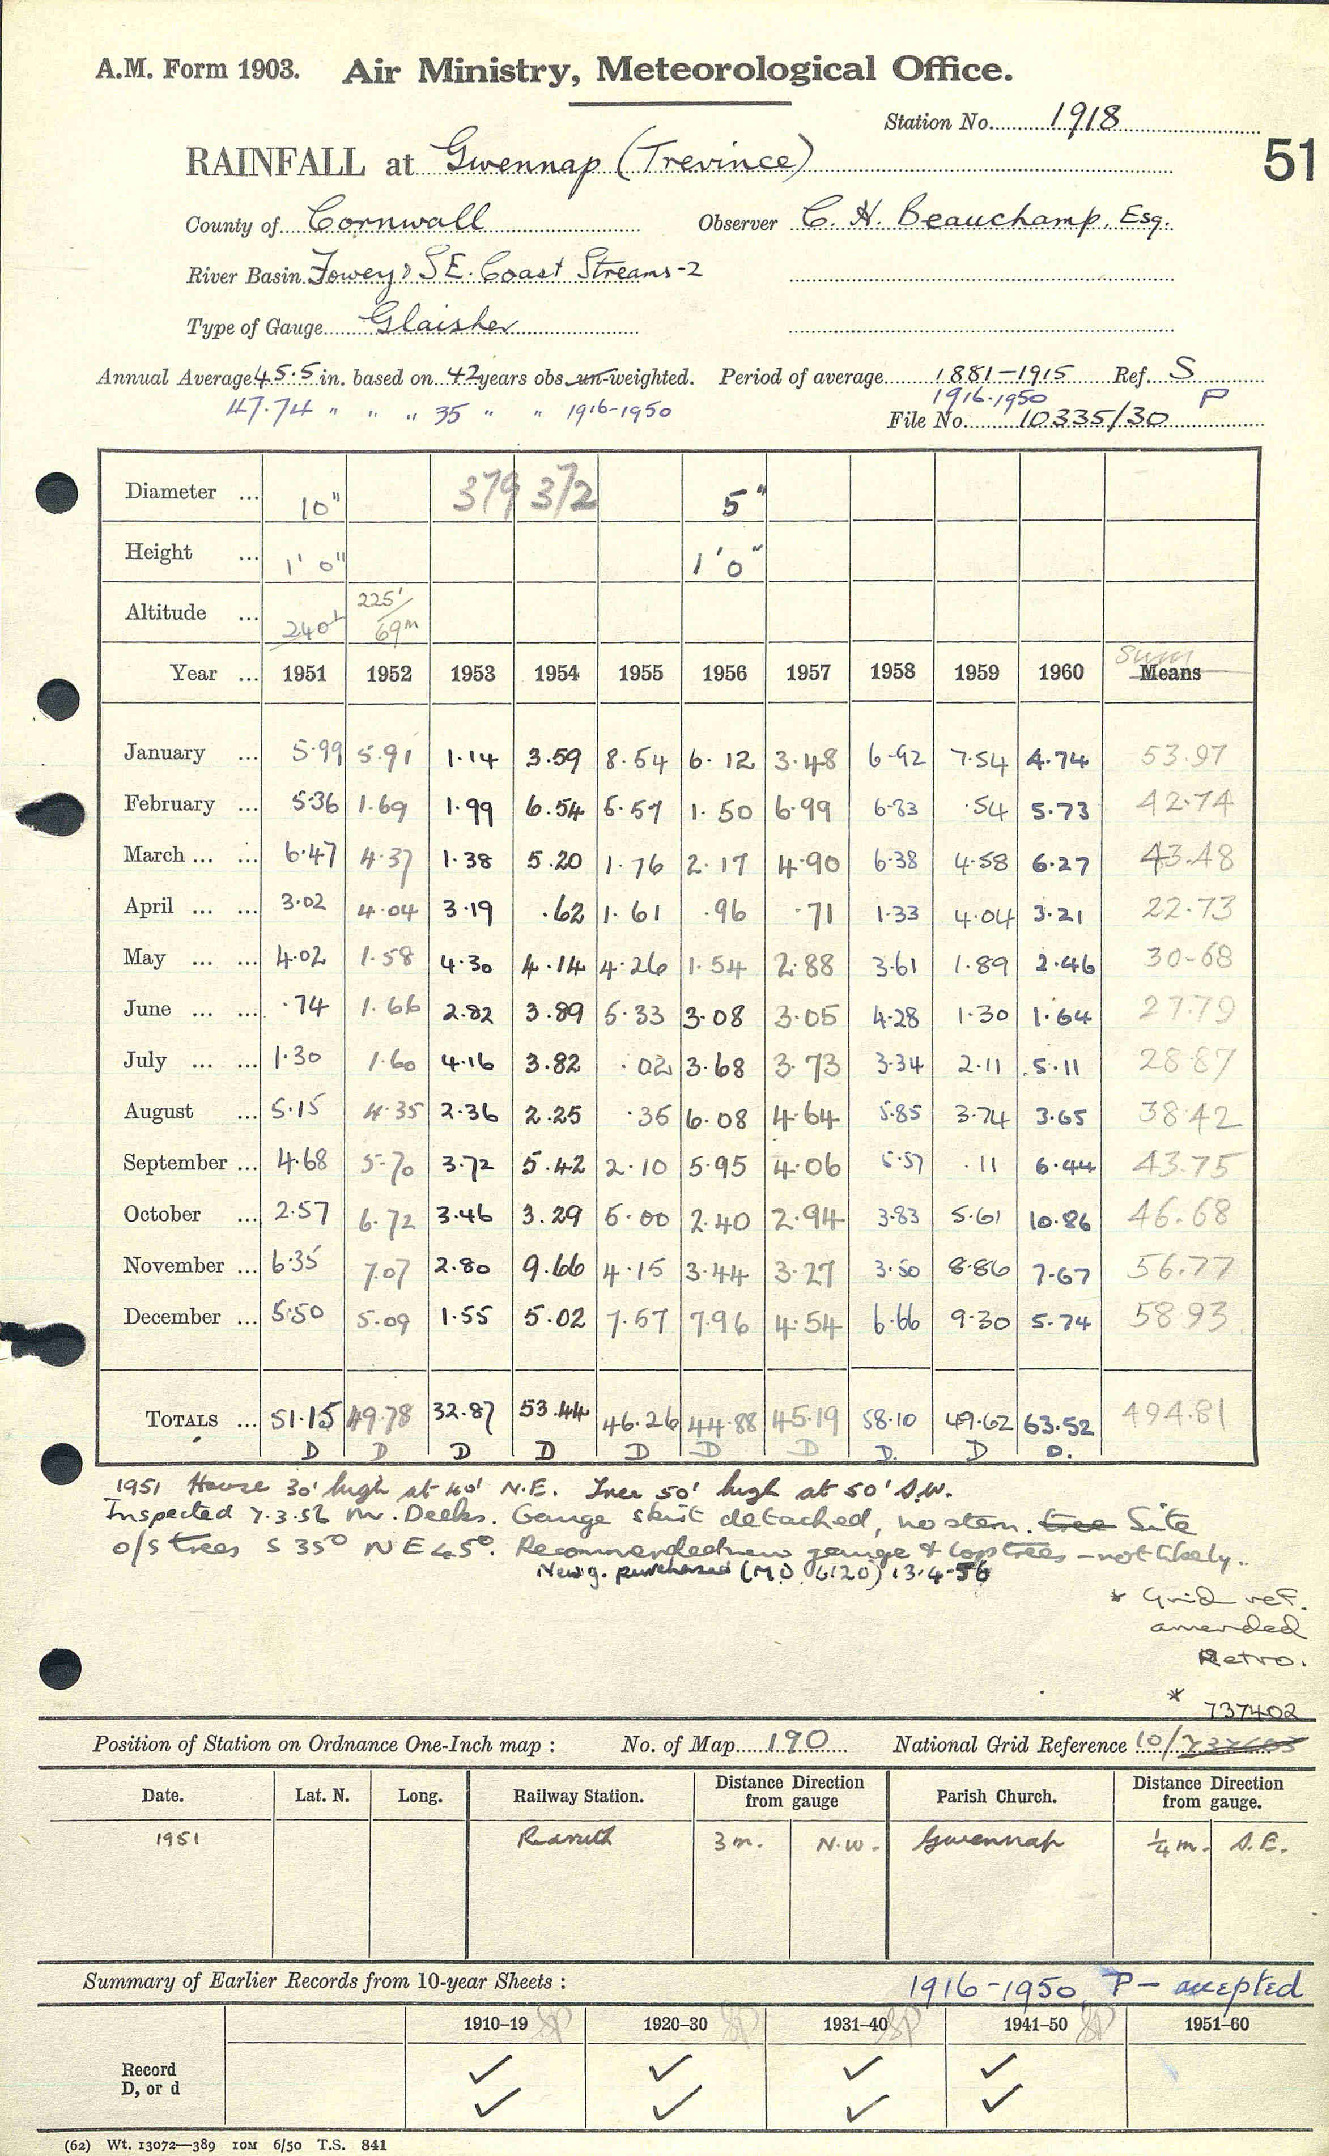 A.M. Form 1903. Air Ministry, Meteorological Office.
Station No. 1918
51
RAINFALL at Gwennap (Trevince)
County of Cornwall Observer C. H. Beauchamp, Esq.
River Basin Fowey & S.E. Coast Streams-2
Type of Gauge Glaisher
Annual Average 45.5 in. based on 42 years obs. un-weighted. Period of average 1881-1915 Ref. S
47.74 " " " 35 " " 1916-1950 1916-1950 P
File No. 10335/30
Diameter ... 10" 379 372 5"
Height ... 1' 0" 1' 0"
Altitude ... 240' 225' / 69m
Year ... 1951 1952 1953 1954 1955 1956 1957 1958 1959 1960 Sum Means
January ... 5.99 5.91 1.14 3.59 8.54 6.12 3.48 6.92 7.54 4.74 53.97
February ... 5.36 1.69 1.99 6.54 5.57 1.50 6.99 6.83 .54 5.73 42.74
March ... ... 6.47 4.37 1.38 5.20 1.76 2.17 4.90 6.38 4.58 6.27 43.48
April ... ... 3.02 4.04 3.19 .62 1.61 .96 .71 1.33 4.04 3.21 22.73
May ... ... 4.02 1.58 4.30 4.14 4.26 1.54 2.88 3.61 1.89 2.46 30.68
June ... ... .74 1.66 2.82 3.89 5.33 3.08 3.05 4.28 1.30 1.64 27.79
July ... ... 1.30 1.60 4.16 3.82 .02 3.68 3.73 3.34 2.11 5.11 28.87
August ... 5.15 4.35 2.36 2.25 .35 6.08 4.64 5.85 3.74 3.65 38.42
September ... 4.68 5.70 3.72 5.42 2.10 5.95 4.06 5.57 .11 6.44 43.75
October ... 2.57 6.72 3.46 3.29 5.00 2.40 2.94 3.83 5.61 10.86 46.68
November ... 6.35 7.07 2.80 9.66 4.15 3.44 3.27 3.50 8.86 7.67 56.77
December ... 5.50 5.09 1.55 5.02 7.57 7.96 4.54 6.66 9.30 5.74 58.93
TOTALS ... 51.15 49.78 32.87 53.44 46.26 44.88 45.19 58.10 49.62 63.52 494.81
D D D D D D D D. D D.
1951 House 30' high at 40' N.E. Tree 50' high at 50' S.W.
Inspected 7.3.56 Mr. Deeks. Gauge skirt detached, no stem. tree Site
o/s trees S 35° NE 45°. Recommended new gauge & lop trees - not likely.
New g. purchased (M.O. 6120) 13.4.56
* Grid ref.
amended
Retro.
* 737402
Position of Station on Ordnance One-Inch map : No. of Map 190 National Grid Reference 10/
Date. Lat. N. Long. Railway Station. Distance from gauge Direction Parish Church. Distance Direction from gauge.
1951 Redruth 3 m. N.W. Gwennap 1/4 m. S.E.
Summary of Earlier Records from 10-year Sheets : 1916-1950 P - accepted
1910–19 1920–30 1931–40 1941–50 1951–60
Record ✓ ✓ ✓ ✓
D, or d ✓ ✓ ✓ ✓
(62) Wt. 13072—389 10M 6/50 T.S. 841